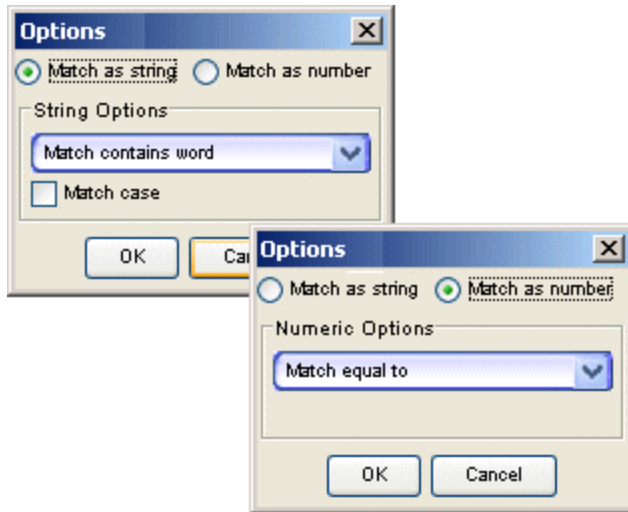 Options
Match as string Match as number
String Options
Match contains word
Match case
OK
Options
Match as string Match as number
Numeric Options
Match equal to
OK Cancel